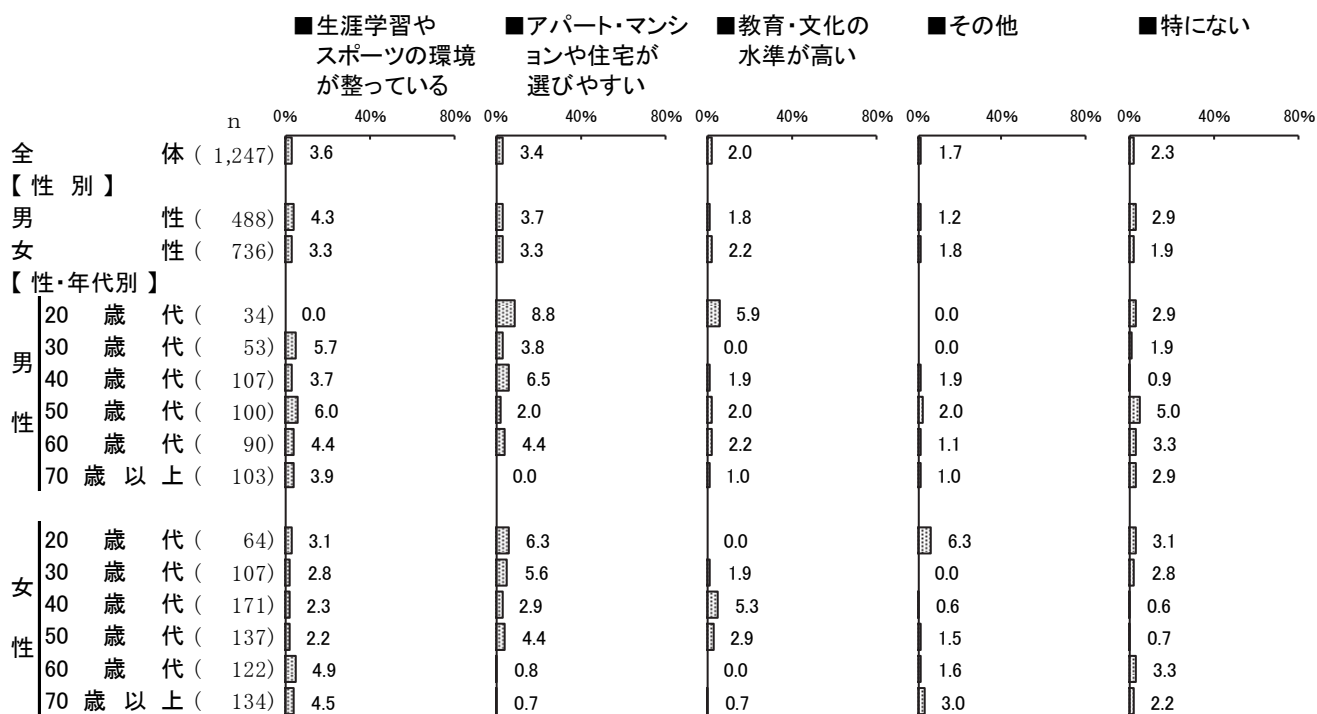 ■生涯学習や ■アパート・マンシ ■教育・文化の ■その他 ■特にない
スポーツの環境 ョンや住宅が 水準が高い
が整っている 選びやすい
n 0% 40% 80% 0% 40% 80% 0% 40% 80% 0% 40% 80% 0% 40% 80%
全体 ( 1,247) 3.6 3.4 2.0 1.7 2.3
【 性 別 】
男性 ( 488) 4.3 3.7 1.8 1.2 2.9
女性 ( 736) 3.3 3.3 2.2 1.8 1.9
【 性・年代別 】
男性
20 歳代 ( 34) 0.0 8.8 5.9 0.0 2.9
30 歳代 ( 53) 5.7 3.8 0.0 0.0 1.9
40 歳代 ( 107) 3.7 6.5 1.9 1.9 0.9
50 歳代 ( 100) 6.0 2.0 2.0 2.0 5.0
60 歳代 ( 90) 4.4 4.4 2.2 1.1 3.3
70 歳以上 ( 103) 3.9 0.0 1.0 1.0 2.9
女性
20 歳代 ( 64) 3.1 6.3 0.0 6.3 3.1
30 歳代 ( 107) 2.8 5.6 1.9 0.0 2.8
40 歳代 ( 171) 2.3 2.9 5.3 0.6 0.6
50 歳代 ( 137) 2.2 4.4 2.9 1.5 0.7
60 歳代 ( 122) 4.9 0.8 0.0 1.6 3.3
70 歳以上 ( 134) 4.5 0.7 0.7 3.0 2.2